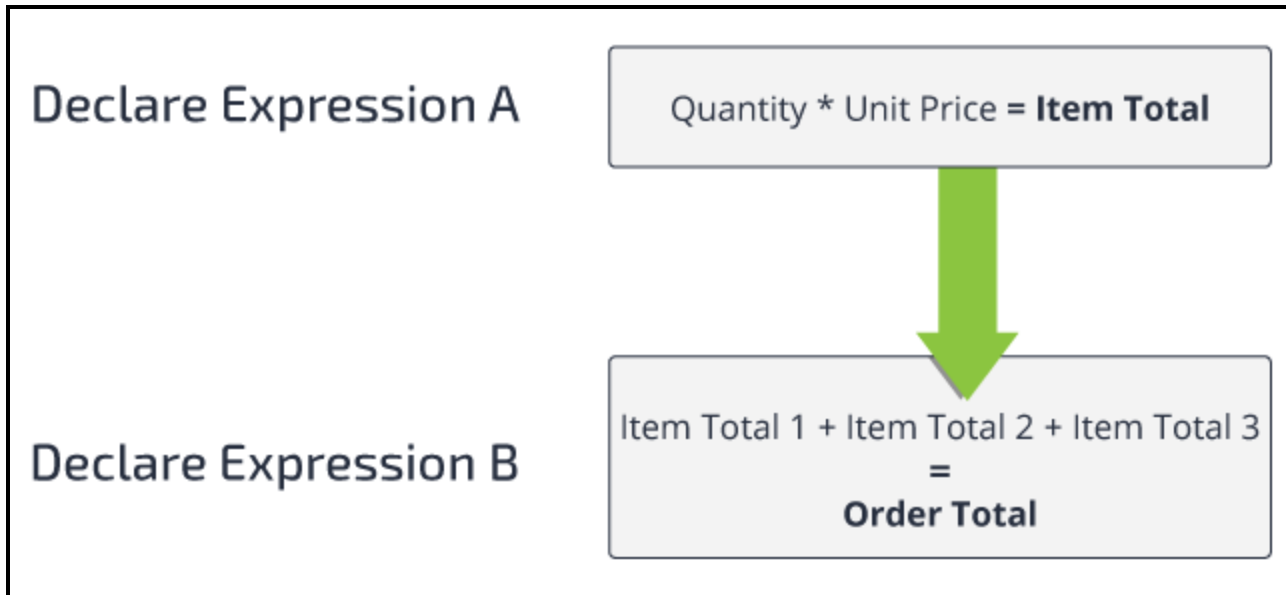 Declare Expression A
Quantity * Unit Price = Item Total
Item Total 1 + Item Total 2 + Item Total 3
=
Declare Expression B
Order Total